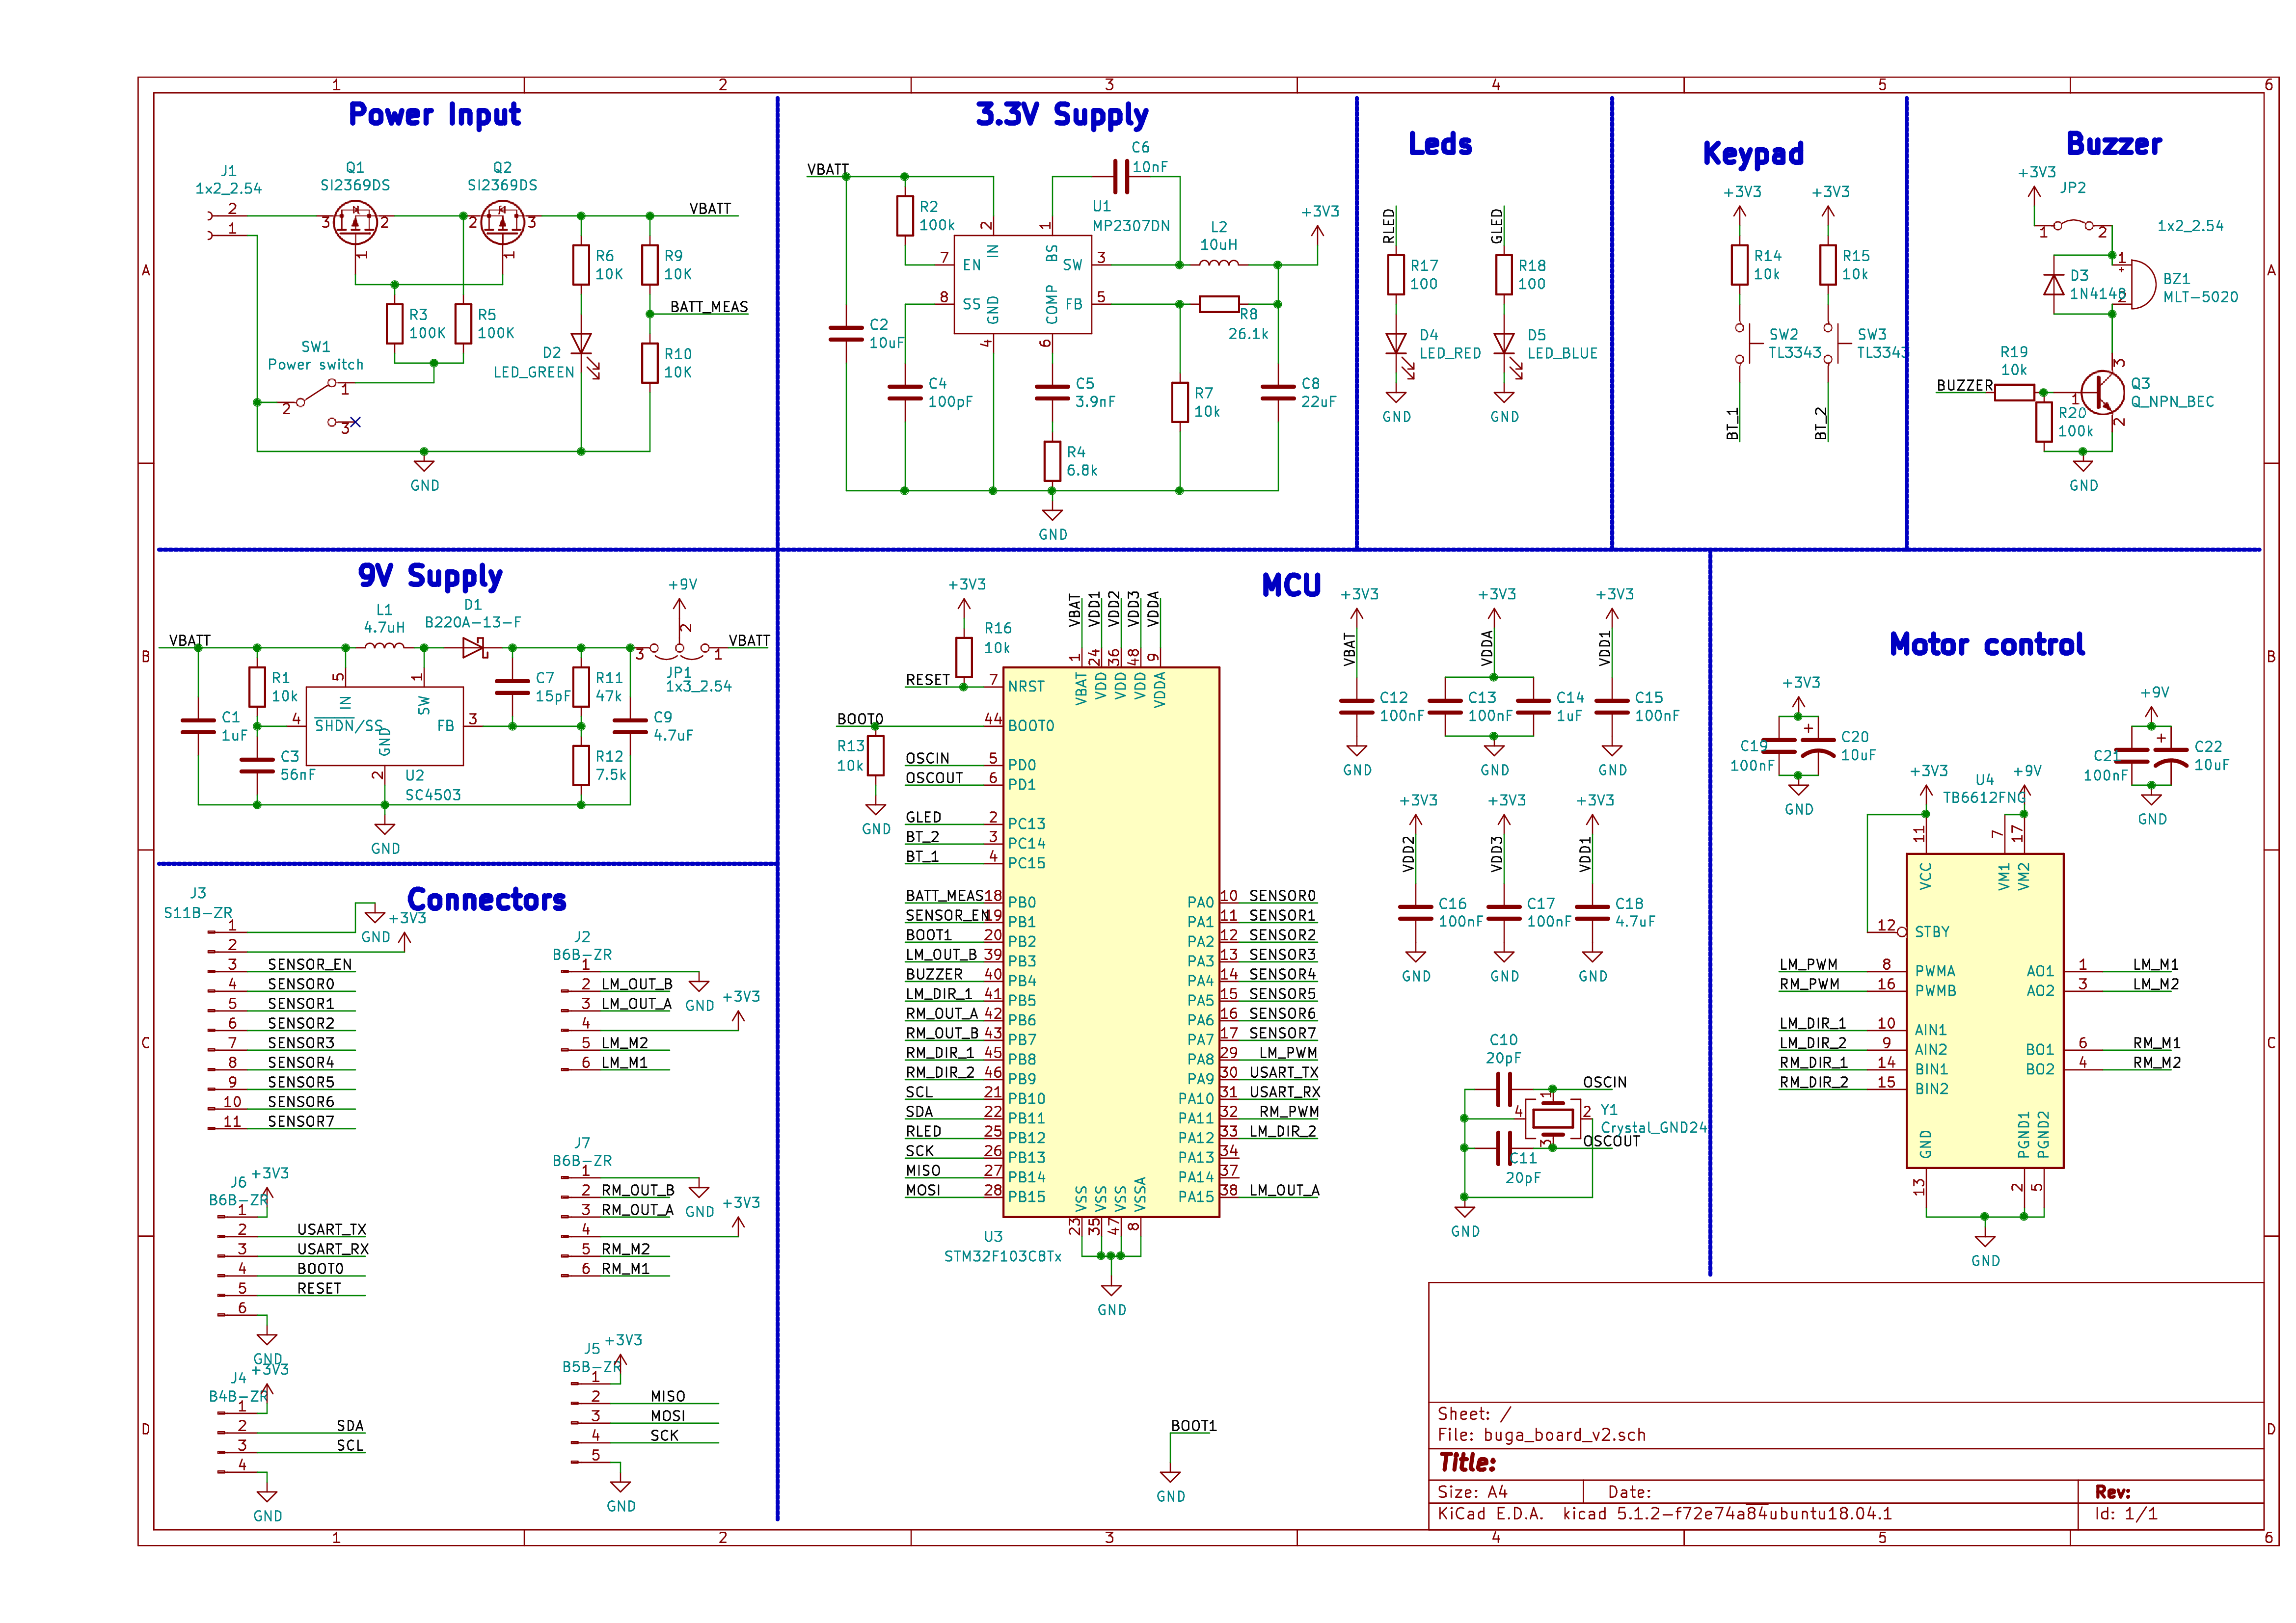 1 2 3 4 5 6
A A
B B
C C
D D
Power Input
J1
1x2_2.54
2
1
Q1
SI2369DS
3 2
1
Q2
SI2369DS
2 3
1
VBATT
R3
100K
R5
100K
R6
10K
R9
10K
BATT_MEAS
D2
LED_GREEN
R10
10K
SW1
Power switch
1
2
3
GND
3.3V Supply
VBATT
R2
100k
C6
10nF
U1
MP2307DN
2 IN
1 BS
7 EN
8 SS
SW 3
FB 5
GND 4
COMP 6
L2
10uH
+3V3
R8
26.1k
C2
10uF
C4
100pF
C5
3.9nF
R4
6.8k
R7
10k
C8
22uF
GND
Leds
RLED
R17
100
D4
LED_RED
GND
GLED
R18
100
D5
LED_BLUE
GND
Keypad
+3V3
R14
10k
SW2
TL3343
BT_1
+3V3
R15
10k
SW3
TL3343
BT_2
Buzzer
+3V3
JP2
1 2
1x2_2.54
D3
1N4148
1
+
2
BZ1
MLT-5020
R19
10k
BUZZER
R20
100k
1
3
2
Q3
Q_NPN_BEC
GND
9V Supply
VBATT
L1
4.7uH
D1
B220A-13-F
+9V
2
3 1
VBATT
JP1
1x3_2.54
R1
10k
5 IN
1 SW
4 SHDN/SS
FB 3
GND 2
U2
SC4503
C7
15pF
R11
47k
C1
1uF
C3
56nF
R12
7.5k
C9
4.7uF
GND
Connectors
J3
S11B-ZR
1
2
3 SENSOR_EN
4 SENSOR0
5 SENSOR1
6 SENSOR2
7 SENSOR3
8 SENSOR4
9 SENSOR5
10 SENSOR6
11 SENSOR7
GND
+3V3
J2
B6B-ZR
1
2 LM_OUT_B
3 LM_OUT_A
4
5 LM_M2
6 LM_M1
GND
+3V3
J7
B6B-ZR
1
2 RM_OUT_B
3 RM_OUT_A
4
5 RM_M2
6 RM_M1
GND
+3V3
J6
B6B-ZR
+3V3
1
2 USART_TX
3 USART_RX
4 BOOT0
5 RESET
6
GND
J4
B4B-ZR
+3V3
1
2 SDA
3 SCL
4
GND
J5
B5B-ZR
+3V3
1
2 MISO
3 MOSI
4 SCK
5
GND
MCU
+3V3
R16
10k
RESET 7 NRST
BOOT0 44 BOOT0
R13
10k
GND
VBAT 1 VBAT
VDD1 24 VDD
VDD2 36 VDD
VDD3 48 VDD
VDDA 9 VDDA
OSCIN 5 PD0
OSCOUT 6 PD1
GLED 2 PC13
BT_2 3 PC14
BT_1 4 PC15
BATT_MEAS 18 PB0
SENSOR_EN 19 PB1
BOOT1 20 PB2
LM_OUT_B 39 PB3
BUZZER 40 PB4
LM_DIR_1 41 PB5
RM_OUT_A 42 PB6
RM_OUT_B 43 PB7
RM_DIR_1 45 PB8
RM_DIR_2 46 PB9
SCL 21 PB10
SDA 22 PB11
RLED 25 PB12
SCK 26 PB13
MISO 27 PB14
MOSI 28 PB15
PA0 10 SENSOR0
PA1 11 SENSOR1
PA2 12 SENSOR2
PA3 13 SENSOR3
PA4 14 SENSOR4
PA5 15 SENSOR5
PA6 16 SENSOR6
PA7 17 SENSOR7
PA8 29 LM_PWM
PA9 30 USART_TX
PA10 31 USART_RX
PA11 32 RM_PWM
PA12 33 LM_DIR_2
PA13 34
PA14 37
PA15 38 LM_OUT_A
VSS 23
VSS 35
VSS 47
VSSA 8
U3
STM32F103C8Tx
GND
+3V3
VBAT
C12
100nF
GND
+3V3
VDDA
C13
100nF
C14
1uF
GND
+3V3
VDD1
C15
100nF
GND
+3V3
VDD2
C16
100nF
GND
+3V3
VDD3
C17
100nF
GND
+3V3
VDD1
C18
4.7uF
GND
C10
20pF
OSCIN
1
4 2
3
Y1
Crystal_GND24
OSCOUT
C11
20pF
GND
BOOT1
GND
Motor control
+3V3
C19
100nF
+
C20
10uF
GND
+9V
C21
100nF
+
C22
10uF
GND
+3V3
U4
TB6612FNG
+9V
11 VCC
7 VM1
17 VM2
12 STBY
LM_PWM 8 PWMA
RM_PWM 16 PWMB
LM_DIR_1 10 AIN1
LM_DIR_2 9 AIN2
RM_DIR_1 14 BIN1
RM_DIR_2 15 BIN2
AO1 1 LM_M1
AO2 3 LM_M2
BO1 6 RM_M1
BO2 4 RM_M2
GND 13
PGND1 2
PGND2 5
GND
Sheet: /
File: buga_board_v2.sch
Title:
Size: A4 Date: Rev:
KiCad E.D.A. kicad 5.1.2-f72e74a84ubuntu18.04.1 Id: 1/1
1 2 3 4 5 6